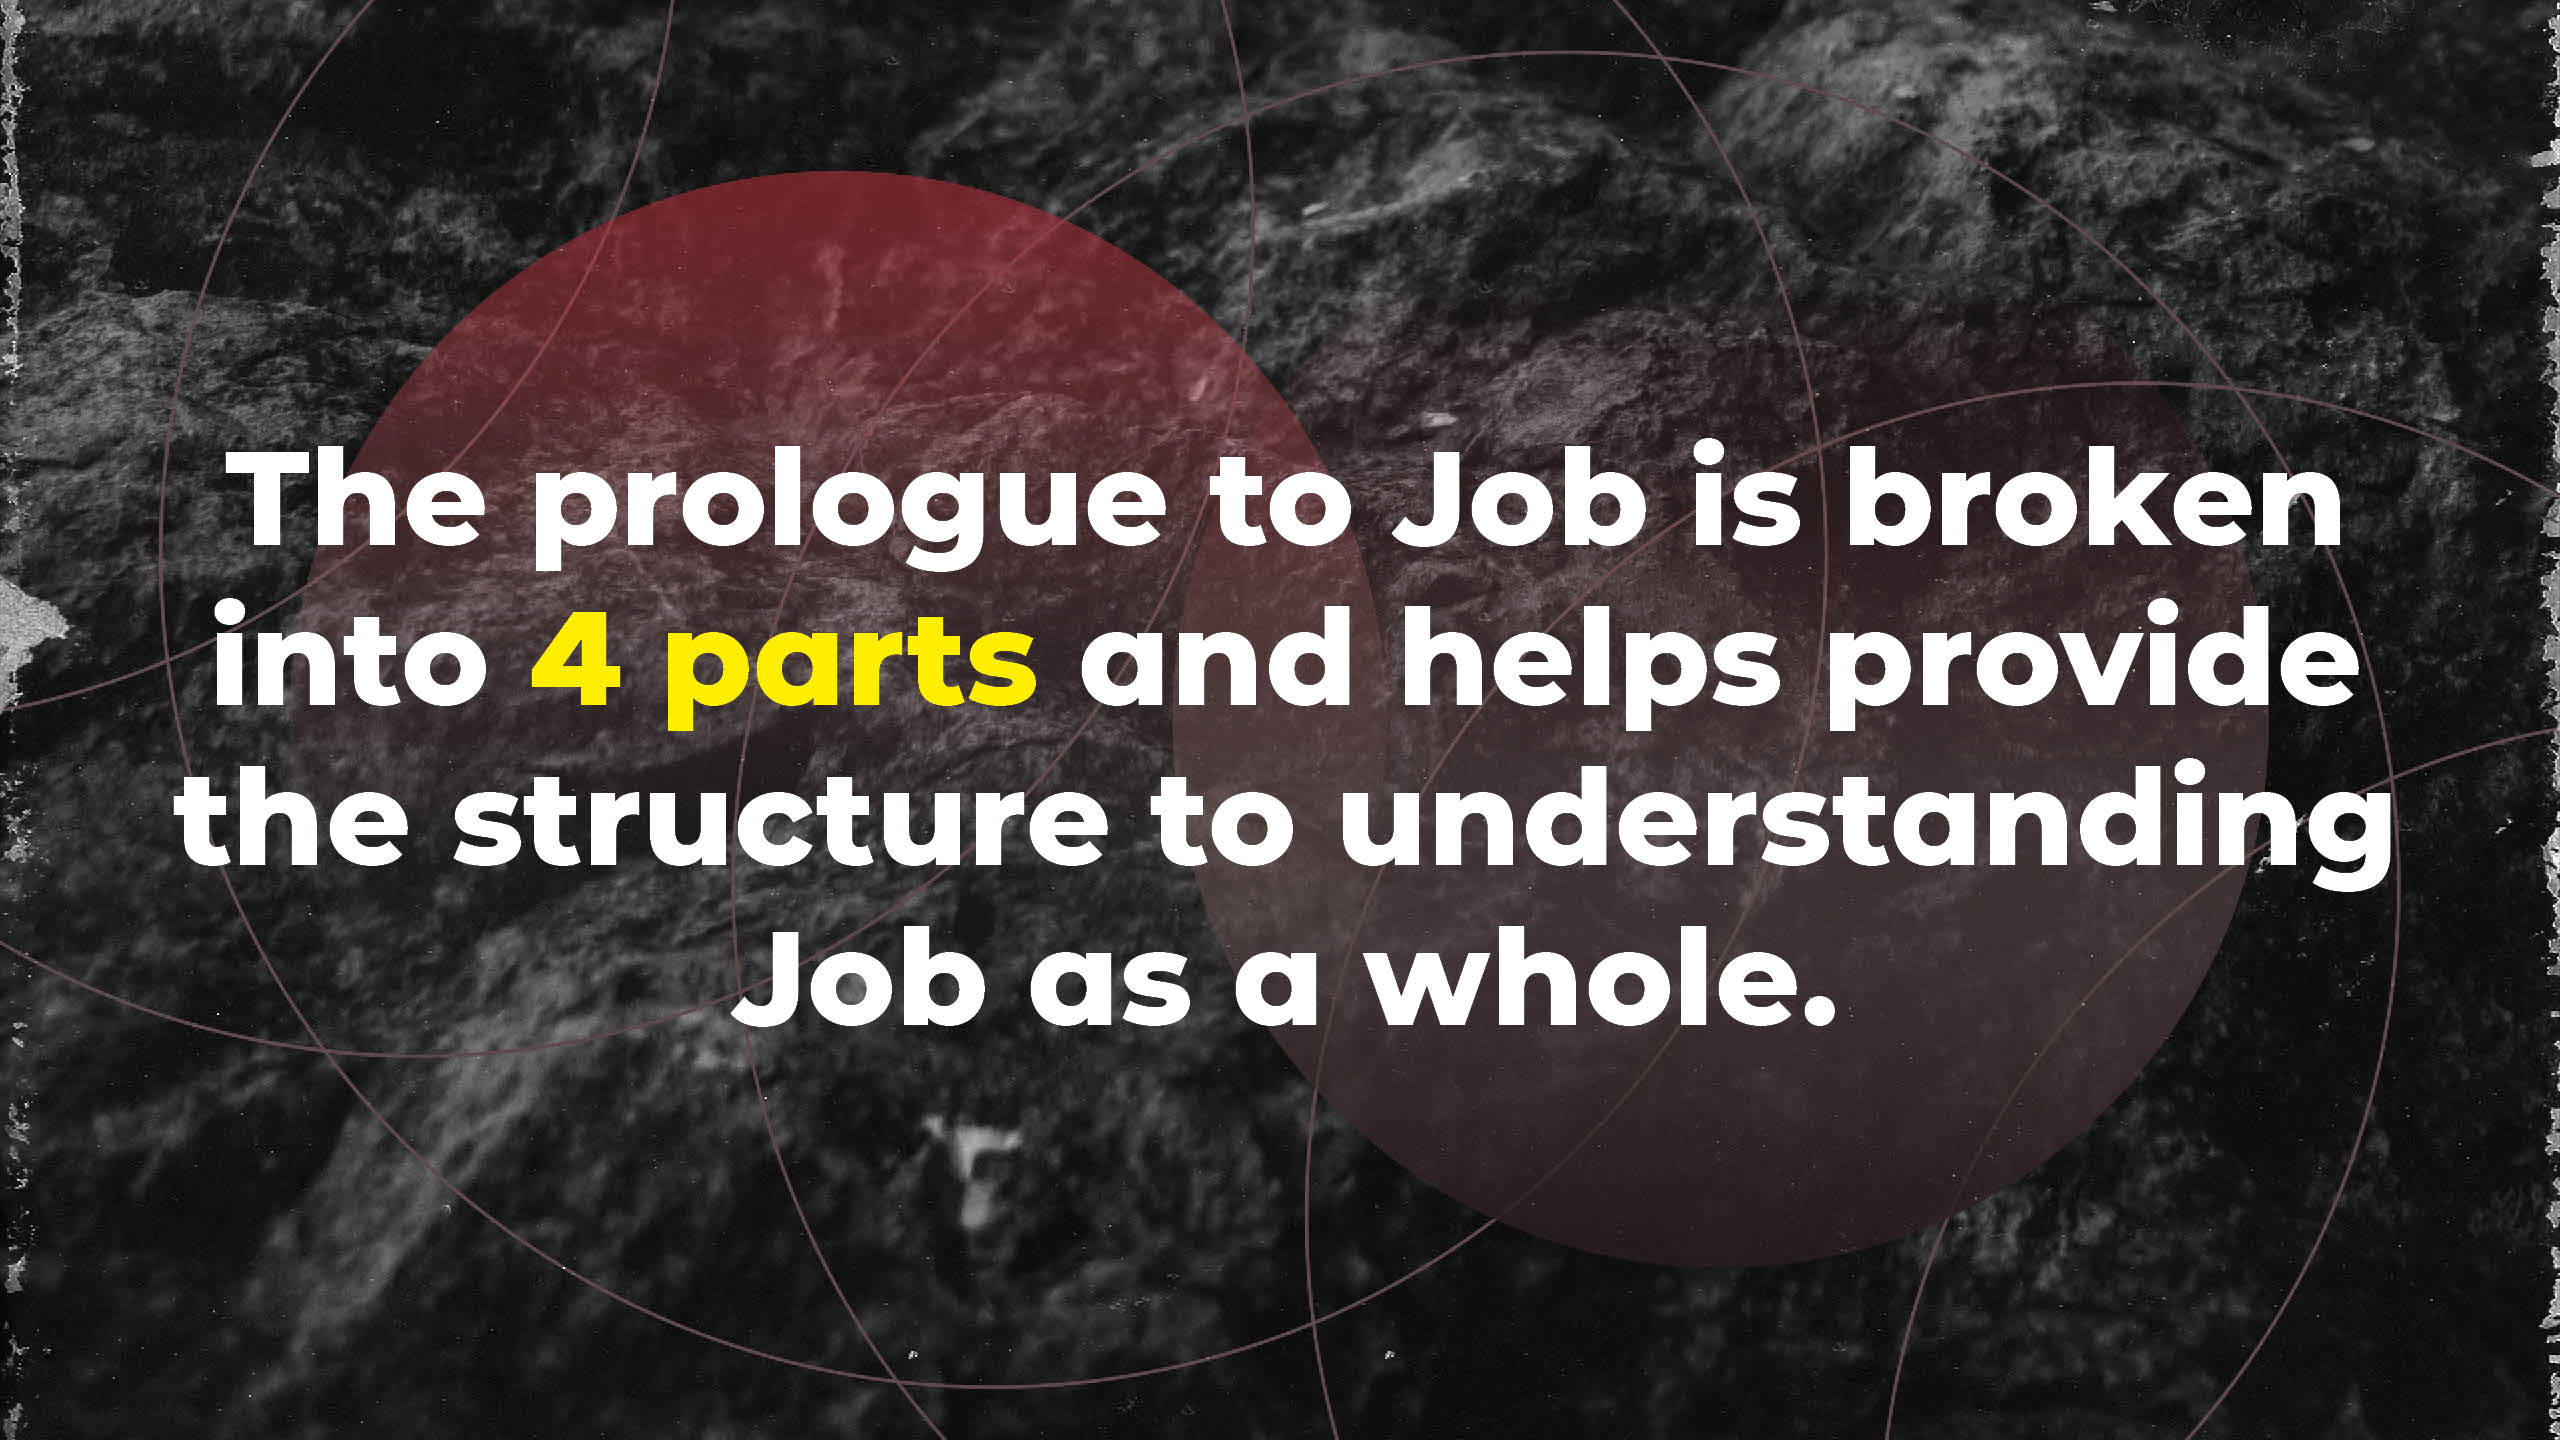 The prologue to Job is broken
into 4 parts and helps provide
the structure to understanding
Job as a whole.